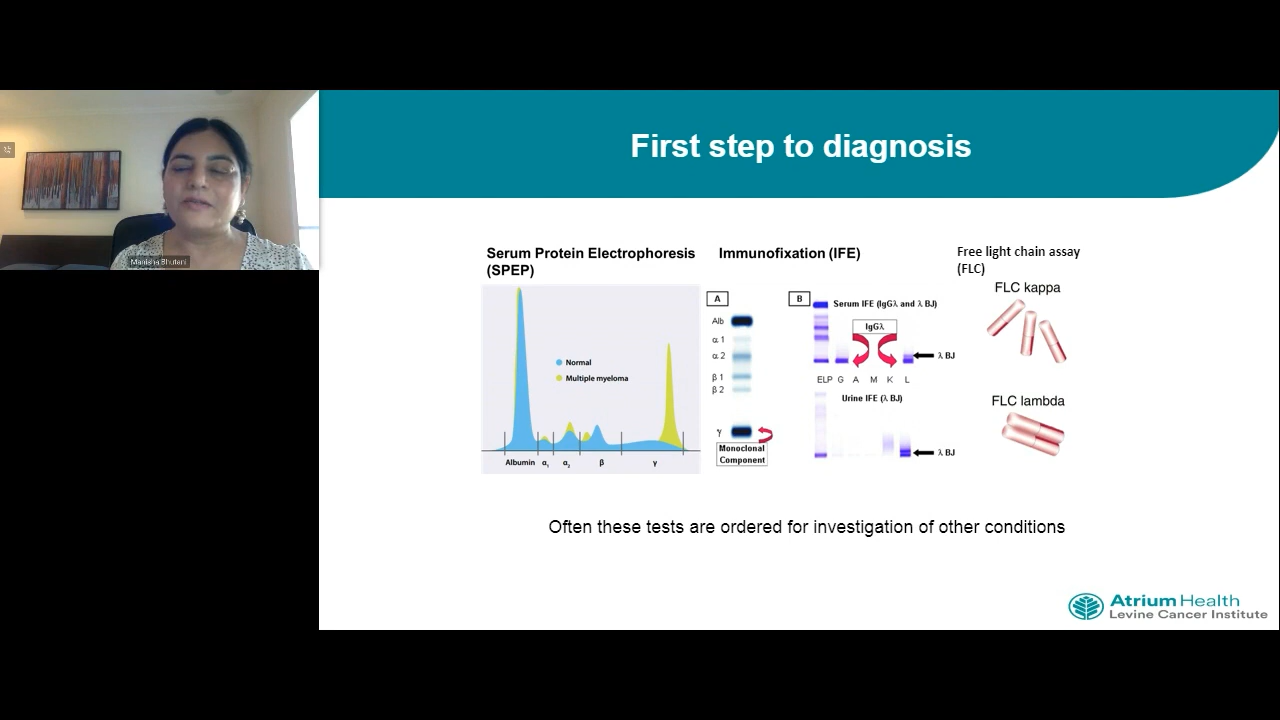 First step to diagnosis
Manisha Bhutani
Serum Protein Electrophoresis
(SPEP)
Normal
Multiple myeloma
Albumin α1 α2 β γ
Immunofixation (IFE)
A
Alb
α 1
α 2
β 1
β 2
γ
Monoclonal
Component
B
Serum IFE (IgGλ and λ BJ)
IgGλ
λ BJ
ELP G A M K L
Urine IFE (λ BJ)
λ BJ
Free light chain assay
(FLC)
FLC kappa
FLC lambda
Often these tests are ordered for investigation of other conditions
Atrium Health
Levine Cancer Institute